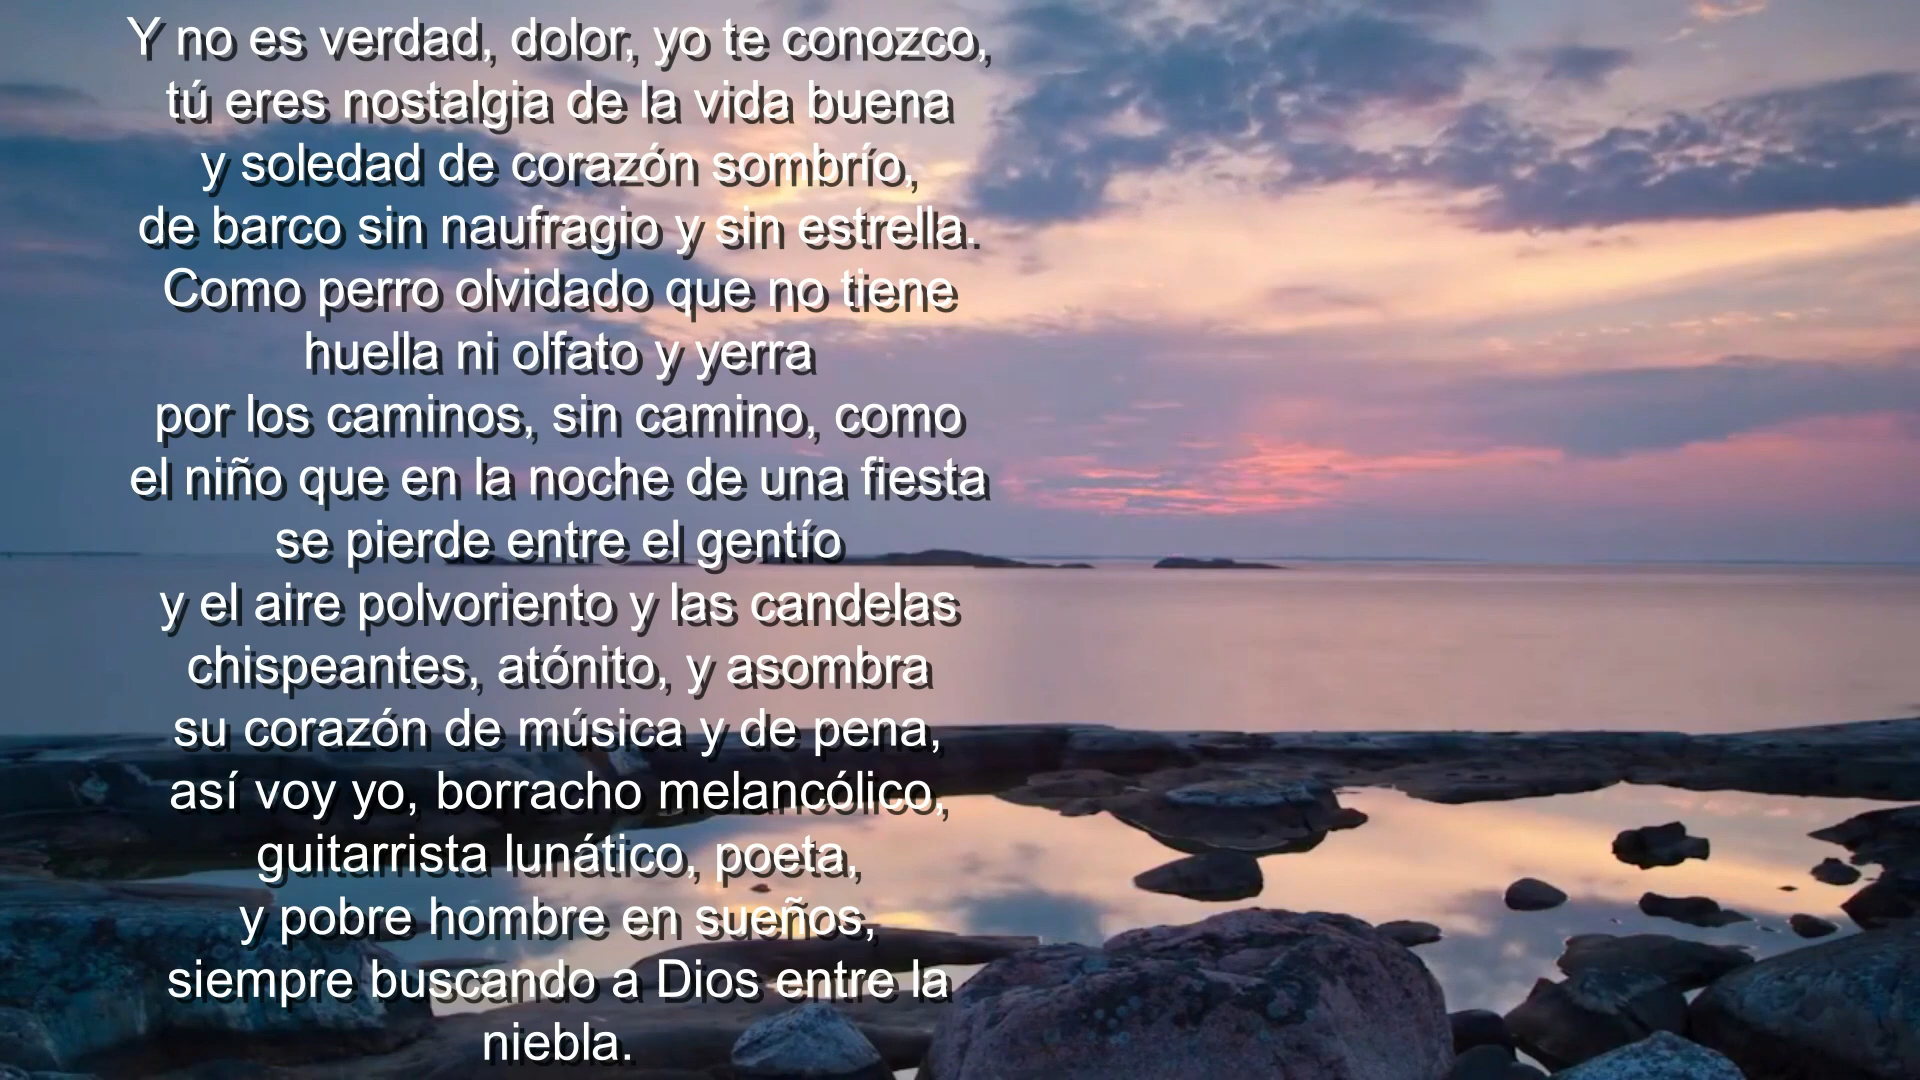 Y no es verdad, dolor, yo te conozco,
tú eres nostalgia de la vida buena
y soledad de corazón sombrío,
de barco sin naufragio y sin estrella.
Como perro olvidado que no tiene
huella ni olfato y yerra
por los caminos, sin camino, como
el niño que en la noche de una fiesta
se pierde entre el gentío
y el aire polvoriento y las candelas
chispeantes, atónito, y asombra
su corazón de música y de pena,
así voy yo, borracho melancólico,
guitarrista lunático, poeta,
y pobre hombre en sueños,
siempre buscando a Dios entre la
niebla.